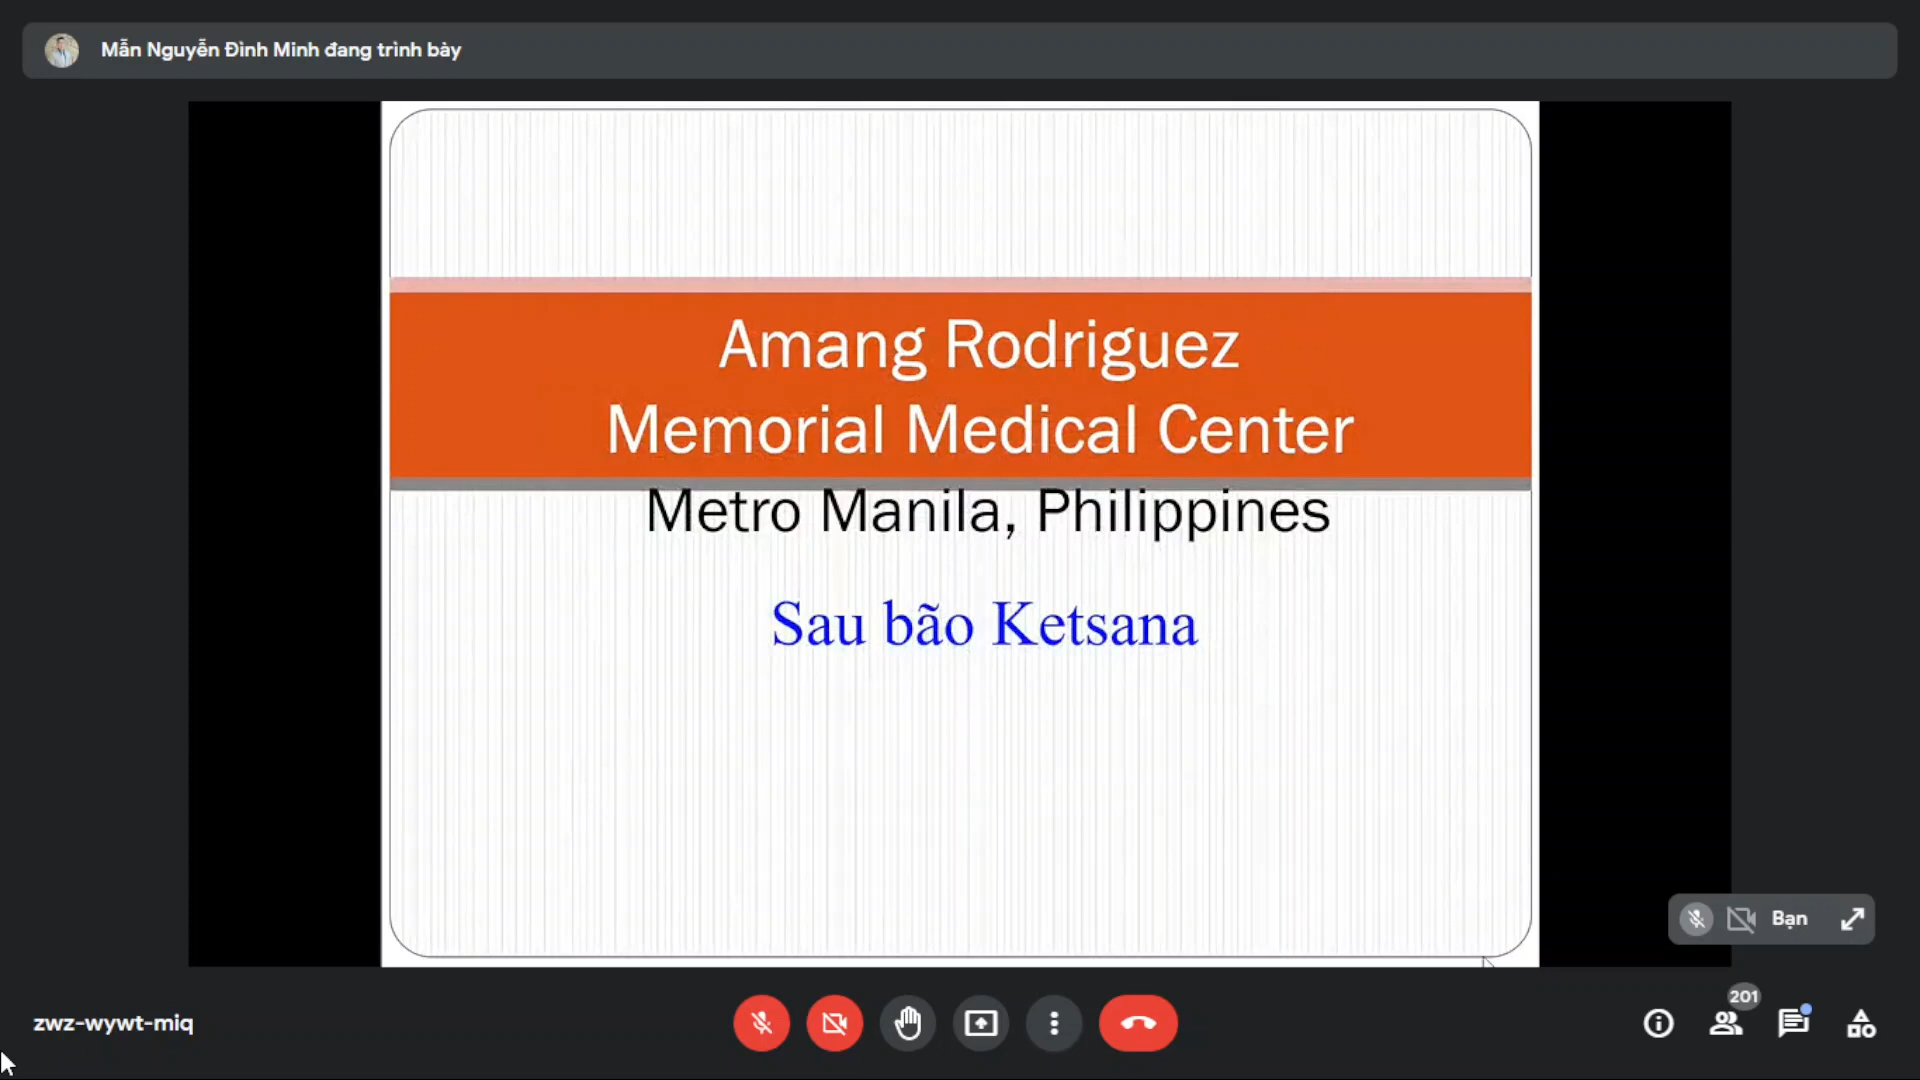 Mẫn Nguyễn Đình Minh đang trình bày
Amang Rodriguez
Memorial Medical Center
Metro Manila, Philippines
Sau bão Ketsana
Bạn
201
zwz-wywt-miq